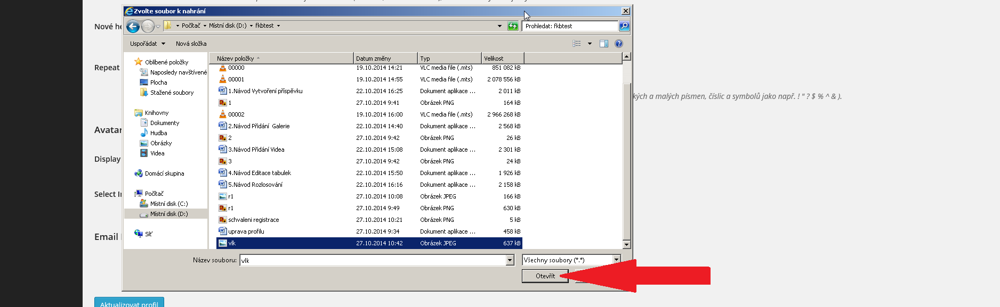 Zvolte soubor k nahrání
Nové he
Počítač Místní disk (D:) fkbtest
Prohledat: fkbtest
Uspořádat Nová složka
Repeat
Oblíbené položky
Naposledy navštívené
Plocha
Stažené soubory
Knihovny
Dokumenty
Hudba
Obrázky
Videa
Domácí skupina
Počítač
Místní disk (C:)
Místní disk (D:)
Síť
Název položky Datum změny Typ Velikost
00000 19.10.2014 14:21 VLC media file (.mts) 851 082 kB
00001 19.10.2014 14:55 VLC media file (.mts) 2 078 556 kB
1.Návod Vytvoření příspěvku 22.10.2014 16:25 Dokument aplikace ... 2 011 kB
1 27.10.2014 9:41 Obrázek PNG 164 kB
00002 19.10.2014 16:00 VLC media file (.mts) 2 966 268 kB
2.Návod Přidání Galerie 22.10.2014 14:40 Dokument aplikace ... 2 568 kB
2 27.10.2014 9:42 Obrázek PNG 26 kB
3.Návod Přidání Videa 22.10.2014 15:08 Dokument aplikace ... 2 301 kB
3 27.10.2014 9:42 Obrázek PNG 24 kB
4.Návod Editace tabulek 22.10.2014 15:50 Dokument aplikace ... 1 926 kB
5.Návod Rozlosování 22.10.2014 16:16 Dokument aplikace ... 2 158 kB
r1 27.10.2014 10:08 Obrázek JPEG 166 kB
r1 27.10.2014 9:49 Obrázek PNG 630 kB
schvaleni registrace 27.10.2014 10:21 Obrázek PNG 5 kB
uprava profilu 27.10.2014 9:34 Dokument aplikace ... 458 kB
vlk 27.10.2014 10:42 Obrázek JPEG 637 kB
kých a malých písmen, číslic a symbolů jako např. ! " ? $ % ^ & ).
Avatar
Display
Select I
Email
Název souboru: vlk Všechny soubory (*.*)
Otevřít
Aktualizovat profil